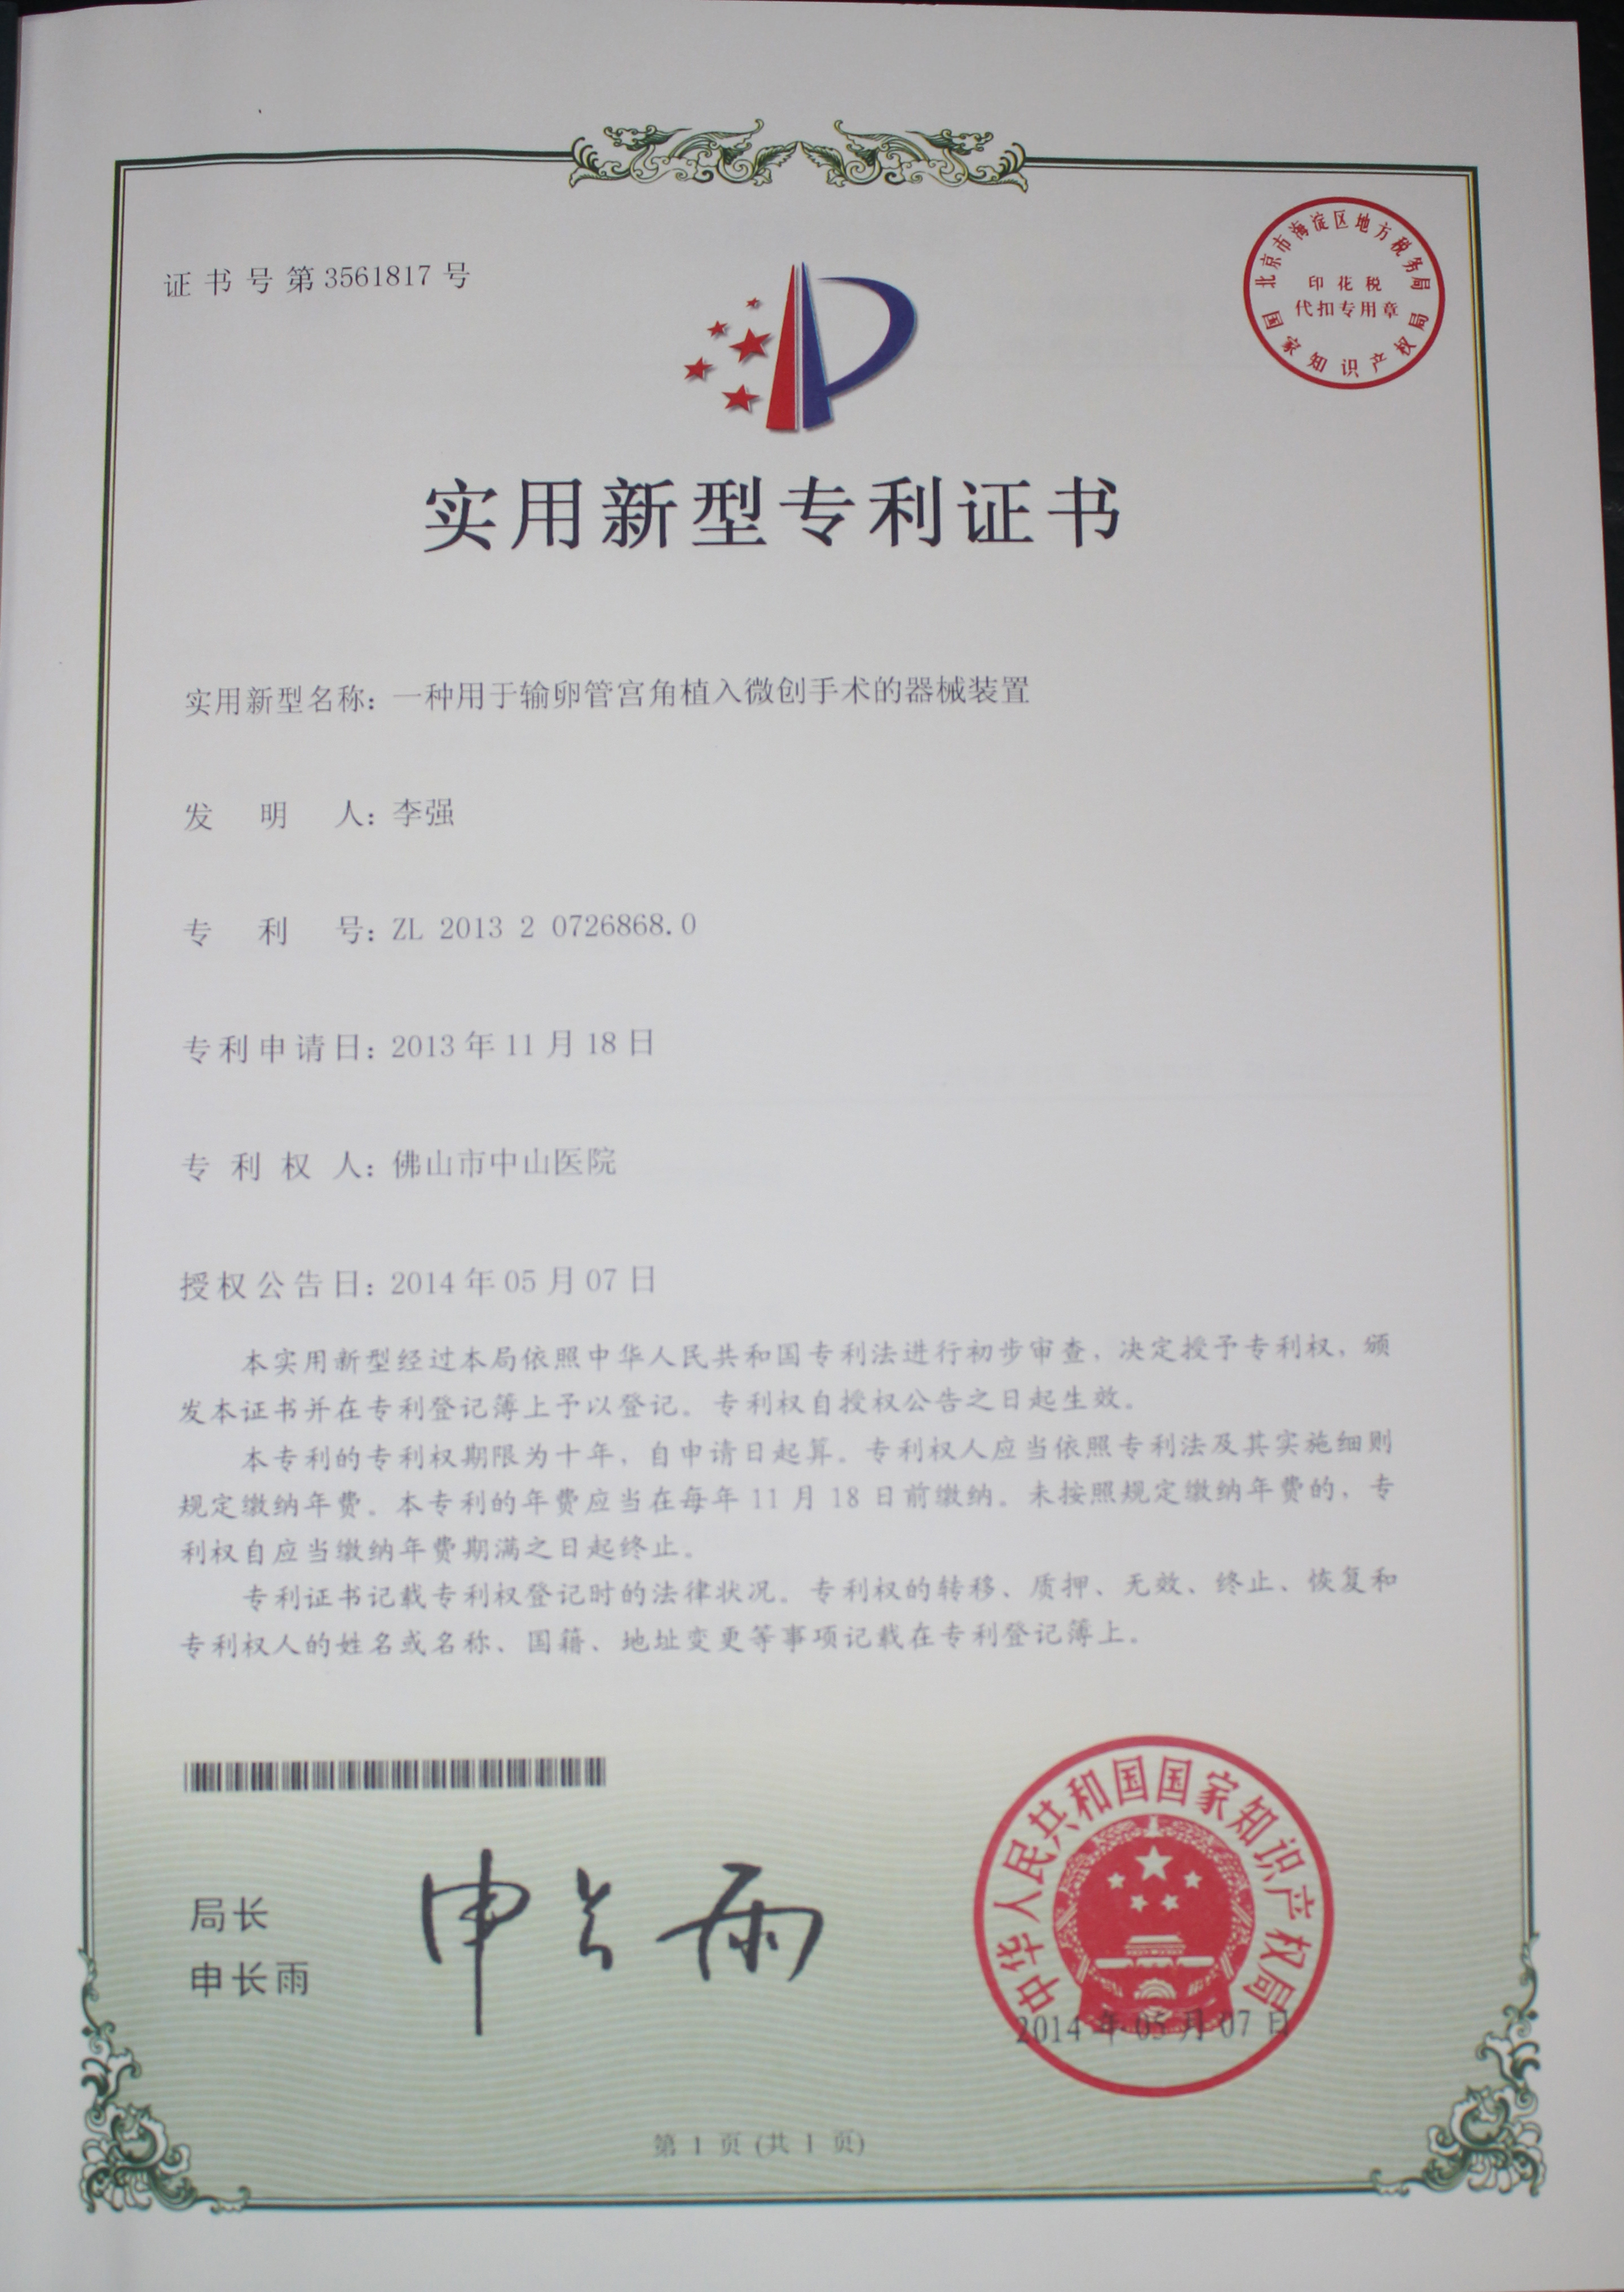 证书号第3561817号
北京市海淀区地方税务局
印花税
代扣专用章
国家知识产权局
实用新型专利证书
实用新型名称：一种用于输卵管宫角植入微创手术的器械装置
发明人：李强
专利号：ZL 2013 2 0726868.0
专利申请日：2013年11月18日
专利权人：佛山市中山医院
授权公告日：2014年05月07日
本实用新型经过本局依照中华人民共和国专利法进行初步审查，决定授予专利权，颁
发本证书并在专利登记簿上予以登记。专利权自授权公告之日起生效。
本专利的专利权期限为十年，自申请日起算。专利权人应当依照专利法及其实施细则
规定缴纳年费。本专利的年费应当在每年11月18日前缴纳。未按照规定缴纳年费的，专
利权自应当缴纳年费期满之日起终止。
专利证书记载专利权登记时的法律状况。专利权的转移、质押、无效、终止、恢复和
专利权人的姓名或名称、国籍、地址变更等事项记载在专利登记簿上。
局长
申长雨
申长雨
中华人民共和国国家知识产权局
2014年05月07日
第1页(共1页)